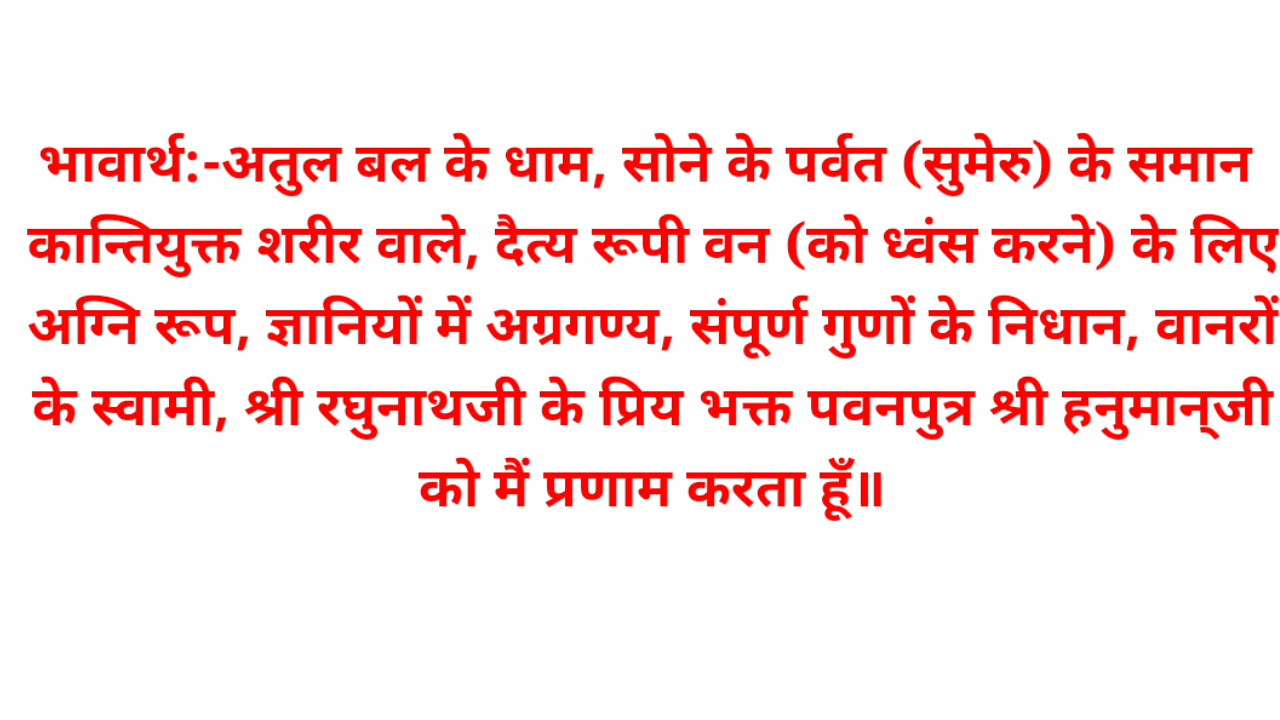 भावार्थ:-अतुल बल के धाम, सोने के पर्वत (सुमेरु) के समान
कान्तियुक्त शरीर वाले, दैत्य रूपी वन (को ध्वंस करने) के लिए
अग्नि रूप, ज्ञानियों में अग्रगण्य, संपूर्ण गुणों के निधान, वानरों
के स्वामी, श्री रघुनाथजी के प्रिय भक्त पवनपुत्र श्री हनुमान्‌जी
को मैं प्रणाम करता हूँ॥